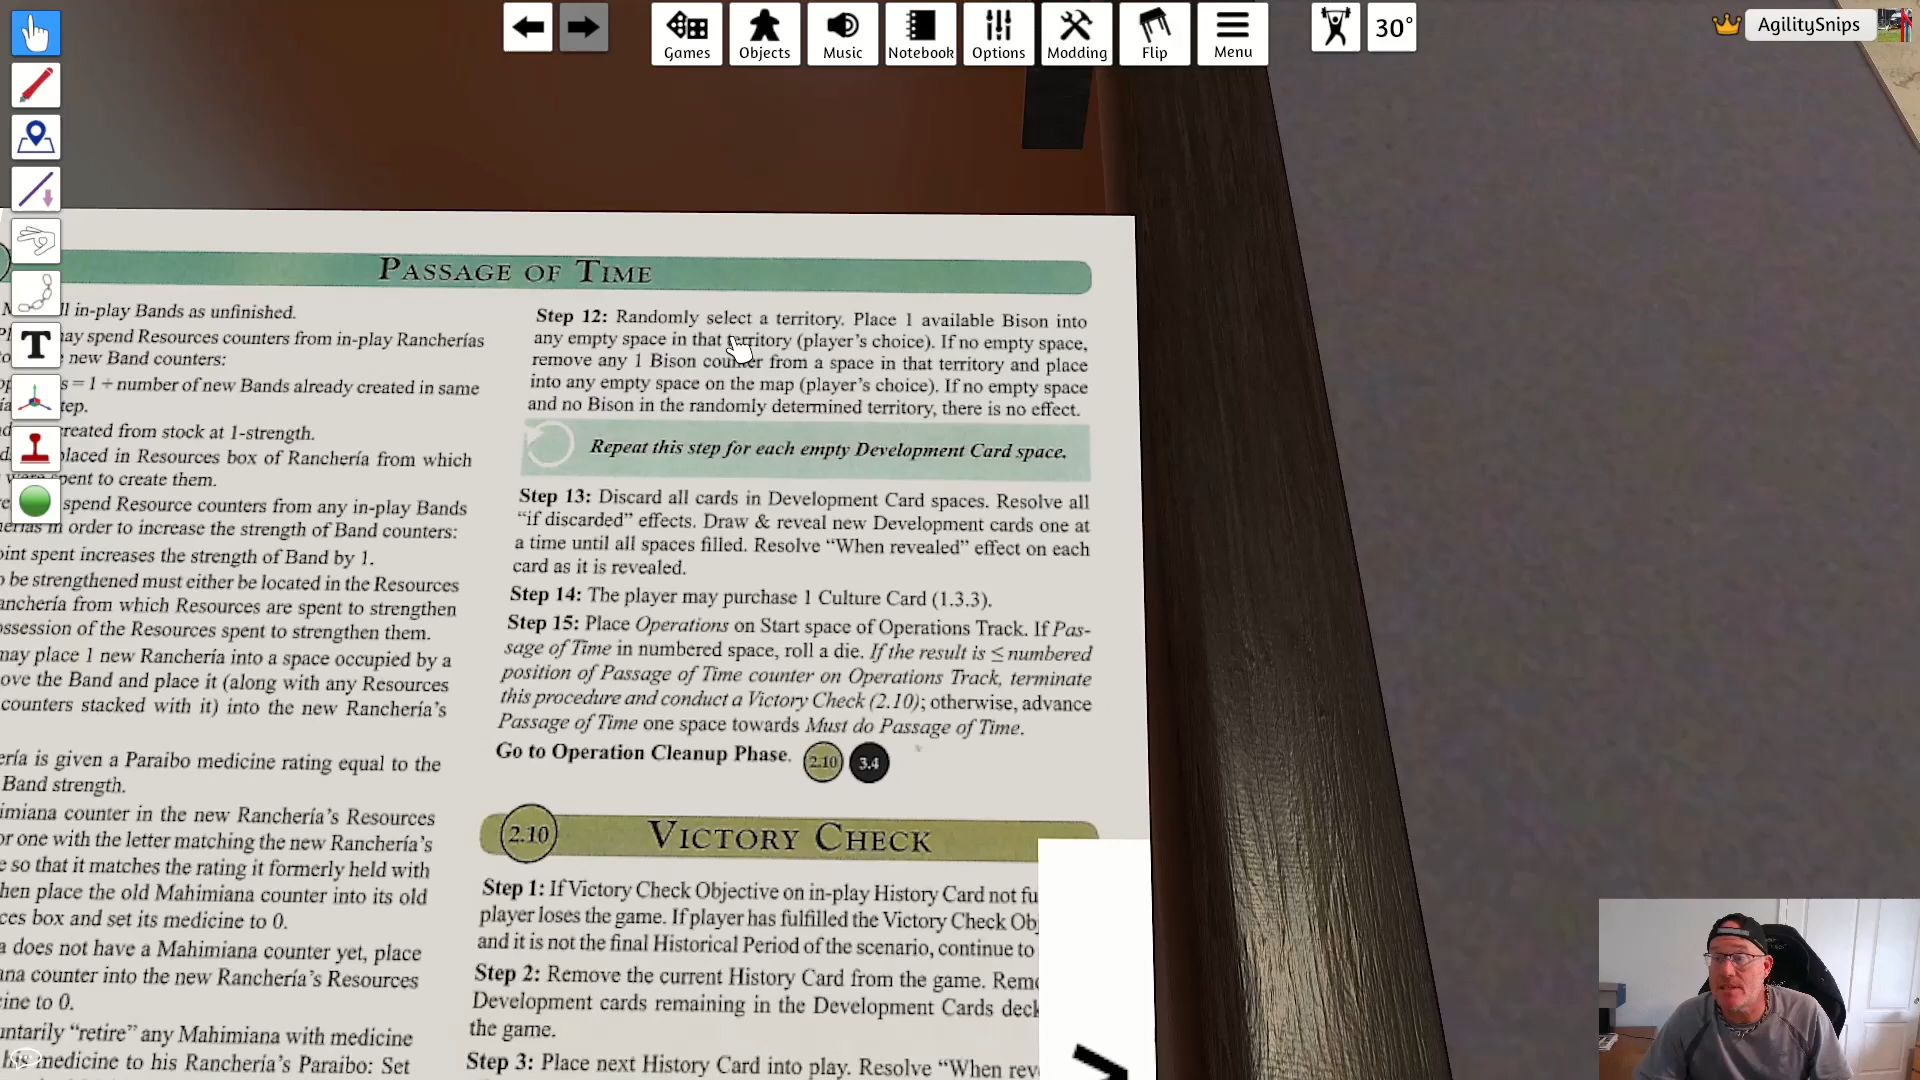 Games
Objects
Music
Notebook
Options
Modding
Flip
Menu
30°
AgilitySnips
PASSAGE OF TIME
ll in-play Bands as unfinished.
may spend Resources counters from in-play Rancherías
new Band counters:
= 1 + number of new Bands already created in same
tep.
created from stock at 1-strength.
placed in Resources box of Ranchería from which
were spent to create them.
spend Resource counters from any in-play Bands
in order to increase the strength of Band counters:
oint spent increases the strength of Band by 1.
o be strengthened must either be located in the Resources
anchería from which Resources are spent to strengthen
ossession of the Resources spent to strengthen them.
may place 1 new Ranchería into a space occupied by a
ove the Band and place it (along with any Resources
counters stacked with it) into the new Ranchería's
ería is given a Paraibo medicine rating equal to the
Band strength.
imiana counter in the new Ranchería's Resources
or one with the letter matching the new Ranchería's
e so that it matches the rating it formerly held with
hen place the old Mahimiana counter into its old
ces box and set its medicine to 0.
a does not have a Mahimiana counter yet, place
ana counter into the new Ranchería's Resources
cine to 0.
untarily "retire" any Mahimiana with medicine
his medicine to his Ranchería's Paraibo: Set
Step 12: Randomly select a territory. Place 1 available Bison into
any empty space in that territory (player's choice). If no empty space,
remove any 1 Bison counter from a space in that territory and place
into any empty space on the map (player's choice). If no empty space
and no Bison in the randomly determined territory, there is no effect.
Repeat this step for each empty Development Card space.
Step 13: Discard all cards in Development Card spaces. Resolve all
"if discarded" effects. Draw & reveal new Development cards one at
a time until all spaces filled. Resolve "When revealed" effect on each
card as it is revealed.
Step 14: The player may purchase 1 Culture Card (1.3.3).
Step 15: Place Operations on Start space of Operations Track. If Pas-
sage of Time in numbered space, roll a die. If the result is ≤ numbered
position of Passage of Time counter on Operations Track, terminate
this procedure and conduct a Victory Check (2.10); otherwise, advance
Passage of Time one space towards Must do Passage of Time.
Go to Operation Cleanup Phase. 2.10 3.4
2.10 VICTORY CHECK
Step 1: If Victory Check Objective on in-play History Card not fu
player loses the game. If player has fulfilled the Victory Check Ob
and it is not the final Historical Period of the scenario, continue to
Step 2: Remove the current History Card from the game. Remo
Development cards remaining in the Development Cards deck
the game.
Step 3: Place next History Card into play. Resolve "When rev